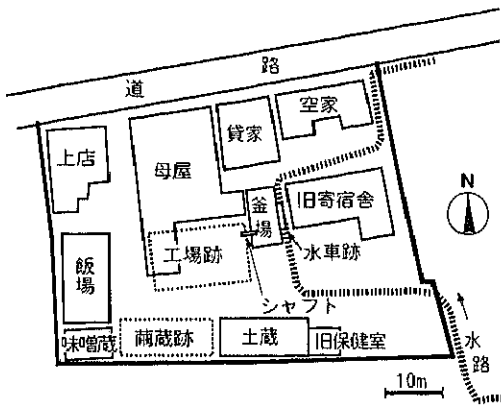 道路
空家
貸家
上店
母屋
釜場
旧寄宿舎
N
工場跡
水車跡
飯場
シャフト
味噌蔵
繭蔵跡
土蔵
旧保健室
水路
10m